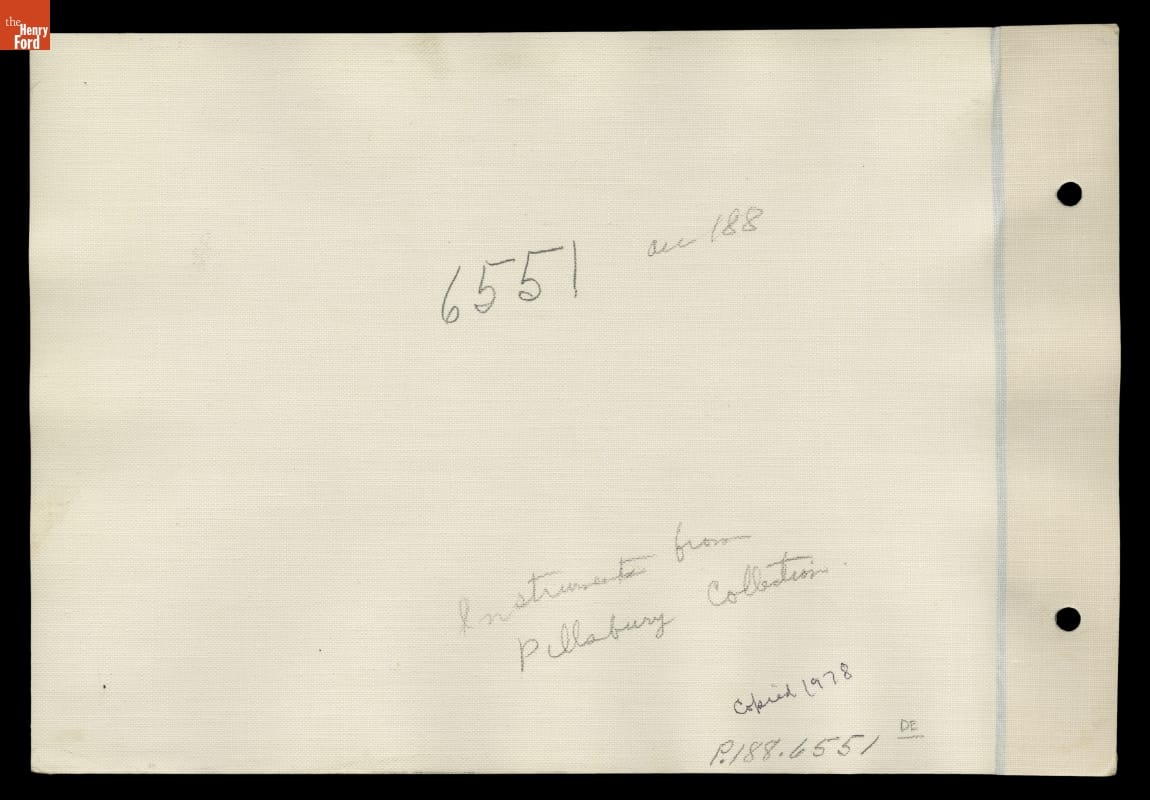 the
Henry
Ford
6551 acc 188
Instruments from
Pillsbury Collection.
Copied 1978
P.188.6551 DE